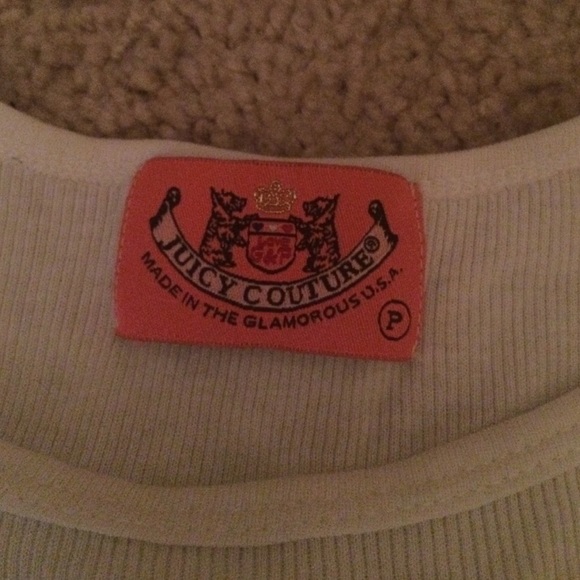 JUICY COUTURE®
MADE IN THE GLAMOROUS U.S.A.
P